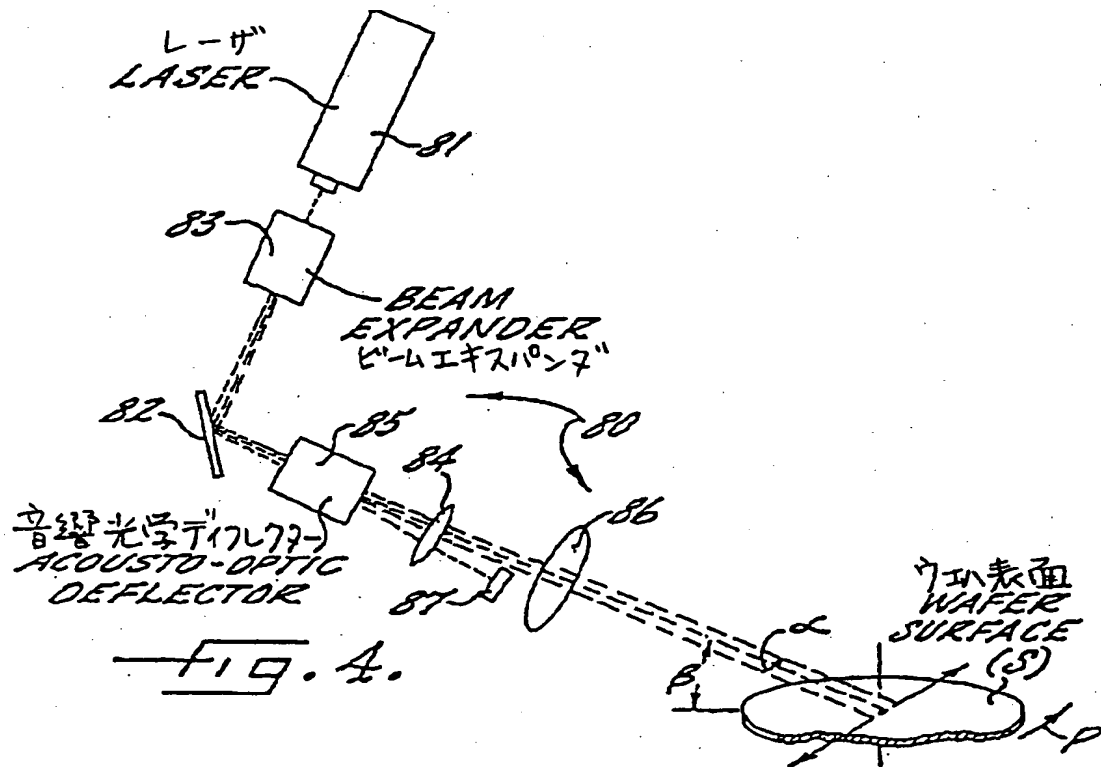 レーザ
LASER
81
83
BEAM
EXPANDER
ビームエキスパンダ
82
85
84
80
86
音響光学ディフレクター
ACOUSTO-OPTIC
DEFLECTOR
87
ウエハ表面
WAFER
SURFACE
(S)
α
β
P
fig. 4.